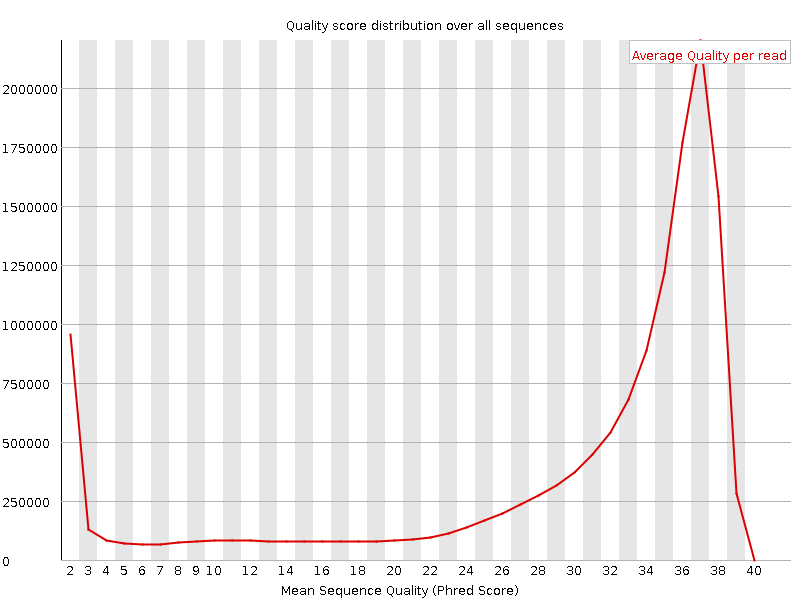 Quality score distribution over all sequences
Average Quality per read
2000000
1750000
1500000
1250000
1000000
750000
500000
250000
0
2 3 4 5 6 7 8 9 10 12 14 16 18 20 22 24 26 28 30 32 34 36 38 40
Mean Sequence Quality (Phred Score)